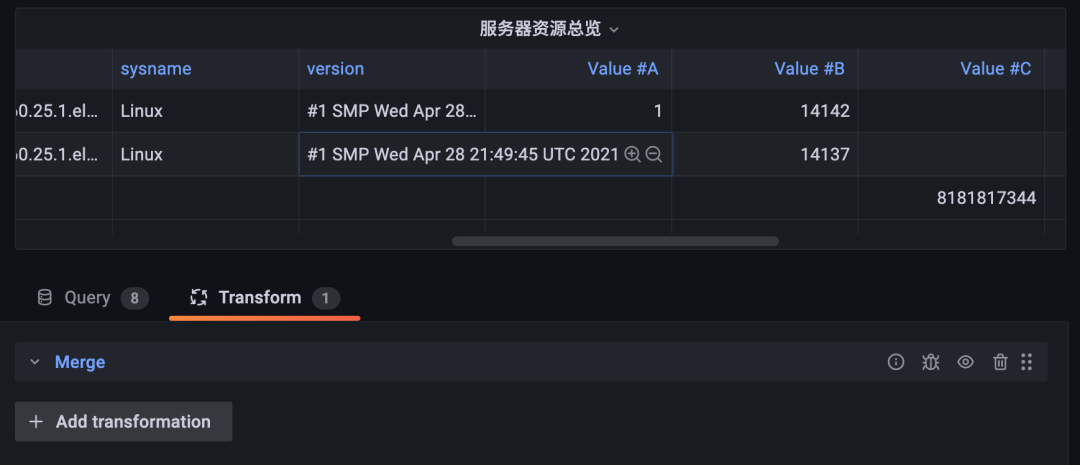 服务器资源总览
sysname version Value #A Value #B Value #C
60.25.1.el... Linux #1 SMP Wed Apr 28... 1 14142
60.25.1.el... Linux #1 SMP Wed Apr 28 21:49:45 UTC 2021 14137
8181817344
Query 8 Transform 1
Merge
+ Add transformation